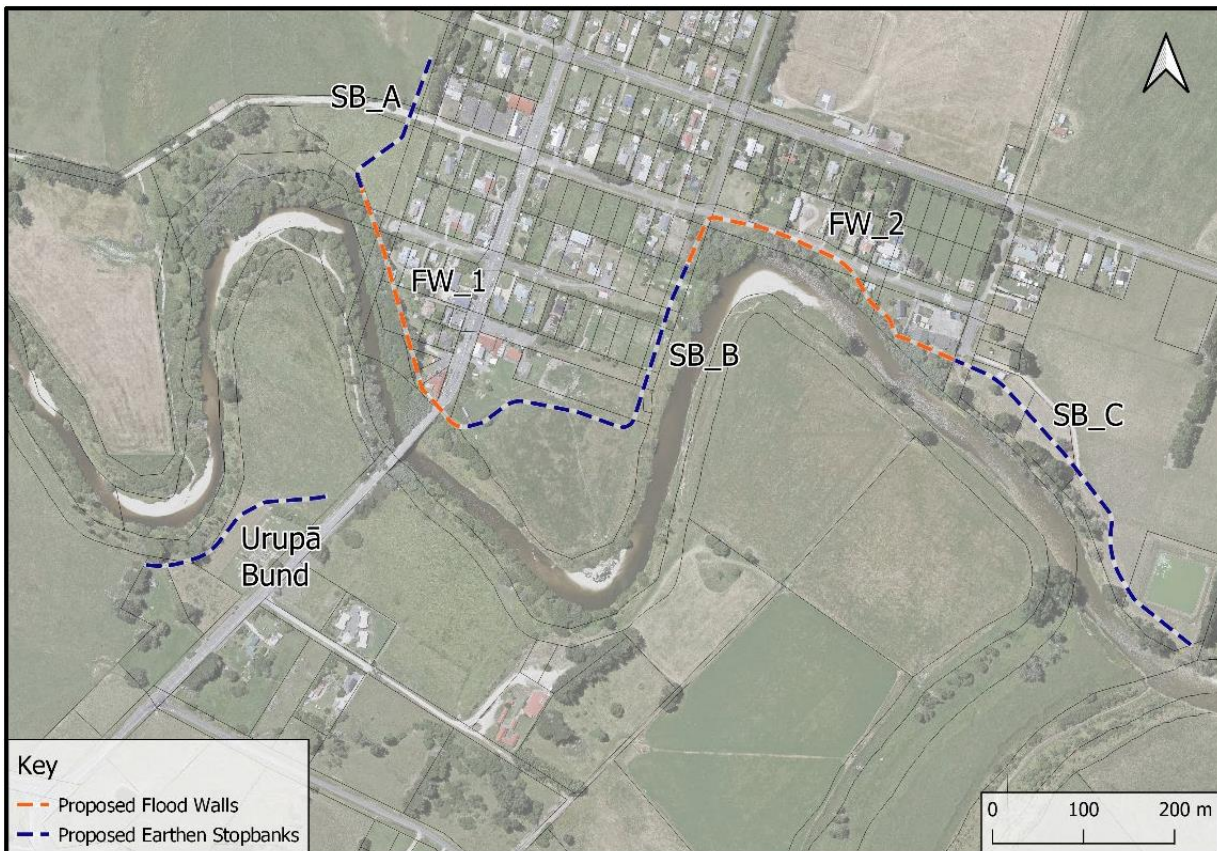 SB_A
FW_1
FW_2
SB_B
SB_C
Urupā
Bund
Key
Proposed Flood Walls
Proposed Earthen Stopbanks
0 100 200 m